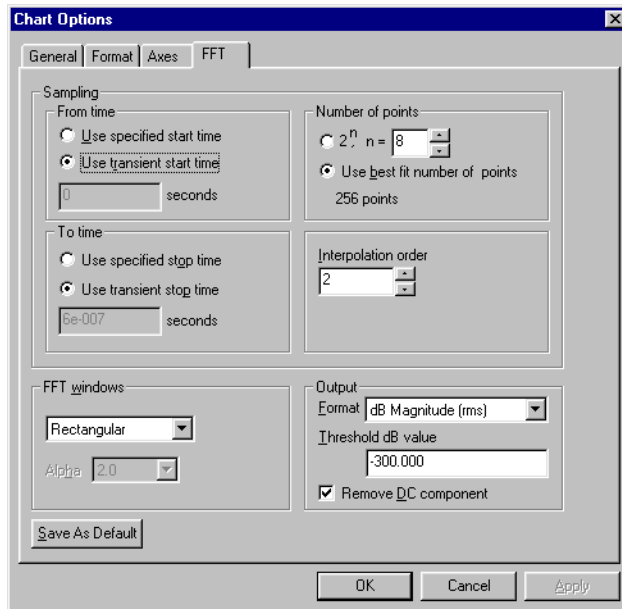 Chart Options
General Format Axes FFT
Sampling
From time
Use specified start time
Use transient start time
0 seconds
Number of points
2^n, n = 8
Use best fit number of points
256 points
To time
Use specified stop time
Use transient stop time
6e-007 seconds
Interpolation order
2
FFT windows
Rectangular
Alpha 2.0
Output
Format dB Magnitude (rms)
Threshold dB value
-300.000
Remove DC component
Save As Default
OK Cancel Apply